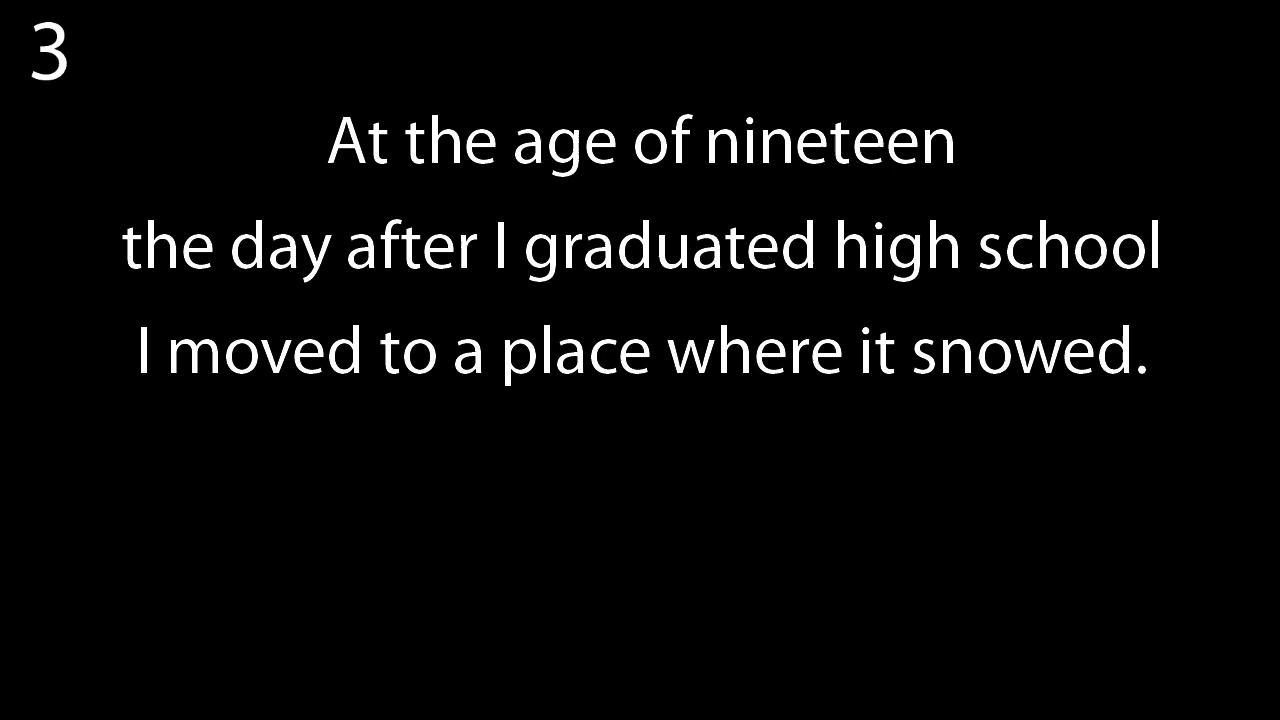 3
At the age of nineteen
the day after I graduated high school
I moved to a place where it snowed.